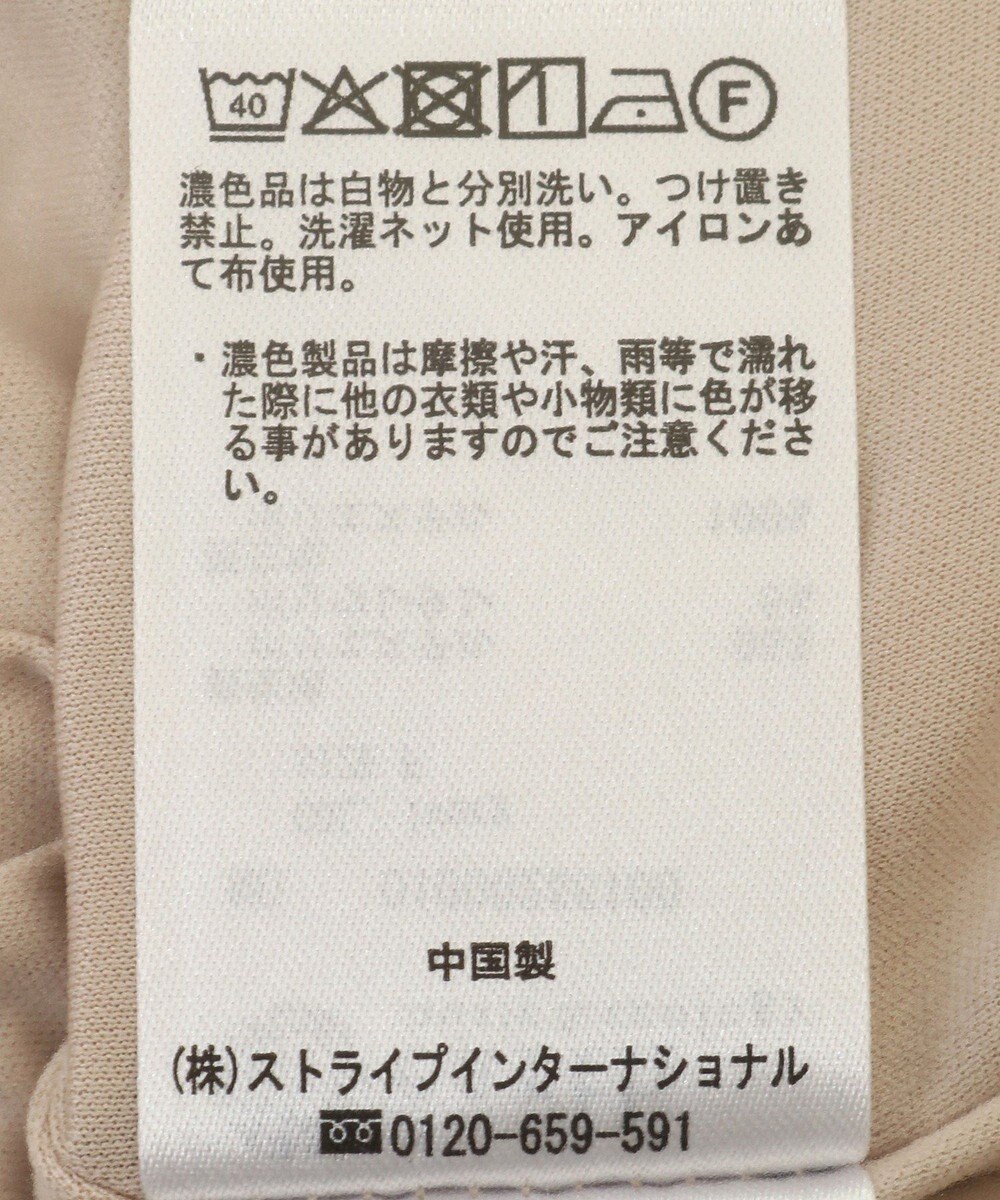 40 F
濃色品は白物と分別洗い。つけ置き
禁止。洗濯ネット使用。アイロンあ
て布使用。
・濃色製品は摩擦や汗、雨等で濡れ
た際に他の衣類や小物類に色が移
る事がありますのでご注意くださ
い。
中国製
(株)ストライプインターナショナル
0120-659-591